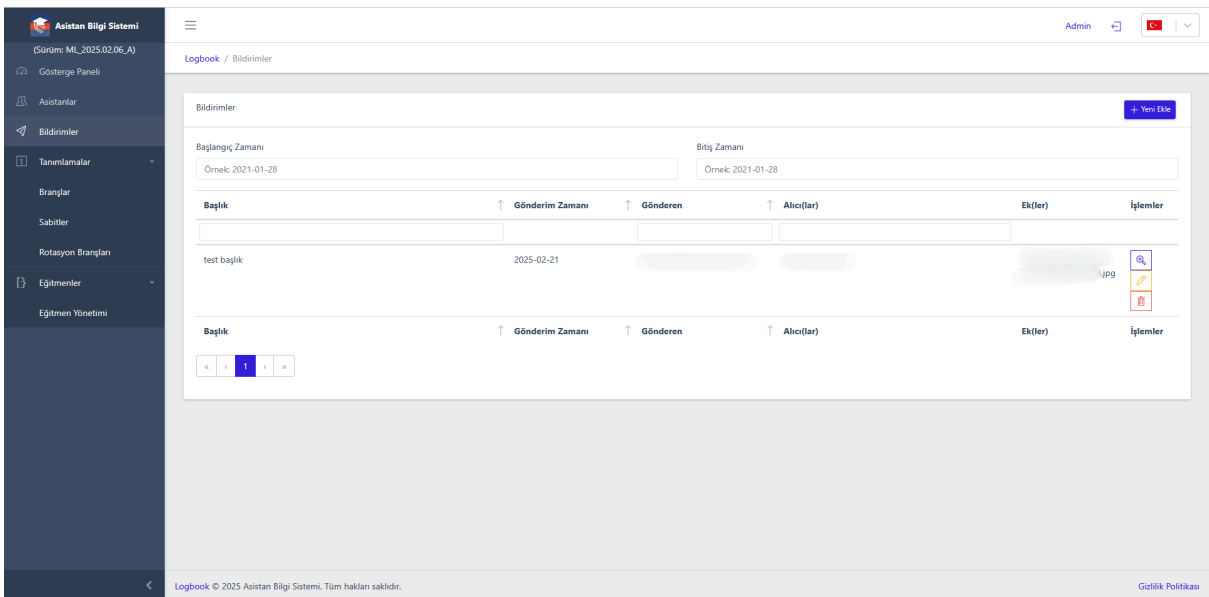 Asistan Bilgi Sistemi
(Sürüm: ML_2025.02.06_A)
Gösterge Paneli
Asistanlar
Bildirimler
Tanımlamalar
Branşlar
Sabitler
Rotasyon Branşları
Eğitmenler
Eğitmen Yönetimi
Admin
Logbook / Bildirimler
Bildirimler
+ Yeni Ekle
Başlangıç Zamanı Bitiş Zamanı
Örnek: 2021-01-28 Örnek: 2021-01-28
Başlık Gönderim Zamanı Gönderen Alıcı(lar) Ek(ler) İşlemler
test başlık 2025-02-21
.jpg
Başlık Gönderim Zamanı Gönderen Alıcı(lar) Ek(ler) İşlemler
« ‹ 1 › »
Logbook © 2025 Asistan Bilgi Sistemi. Tüm hakları saklıdır. Gizlilik Politikası